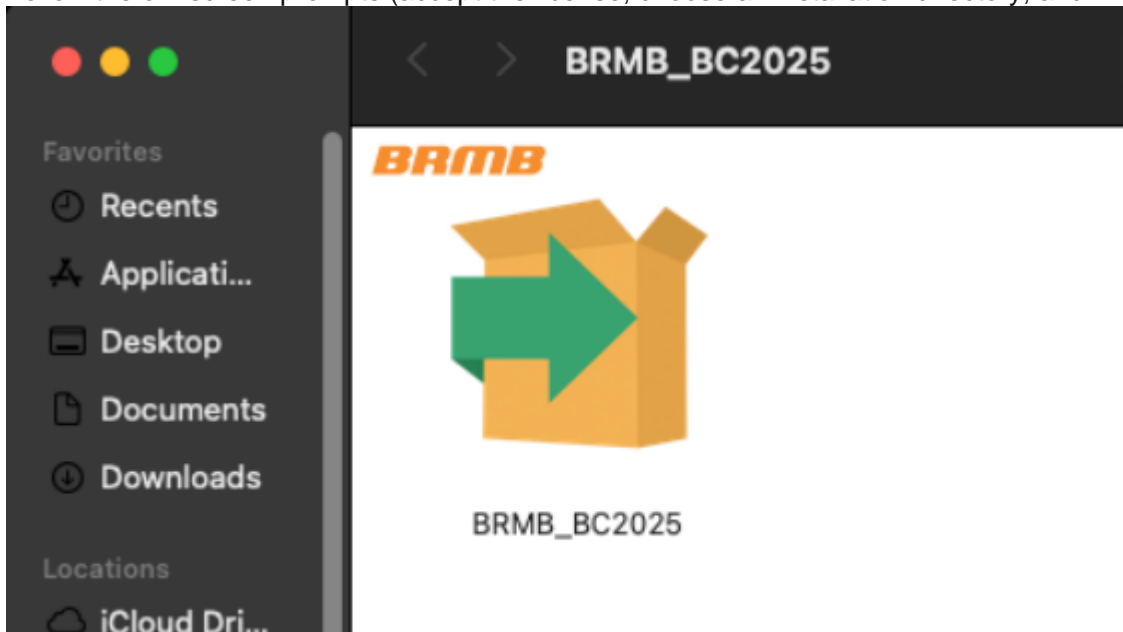 BRMB_BC2025
Favorites
Recents
Applicati...
Desktop
Documents
Downloads
Locations
iCloud Dri...
BRMB
BRMB_BC2025